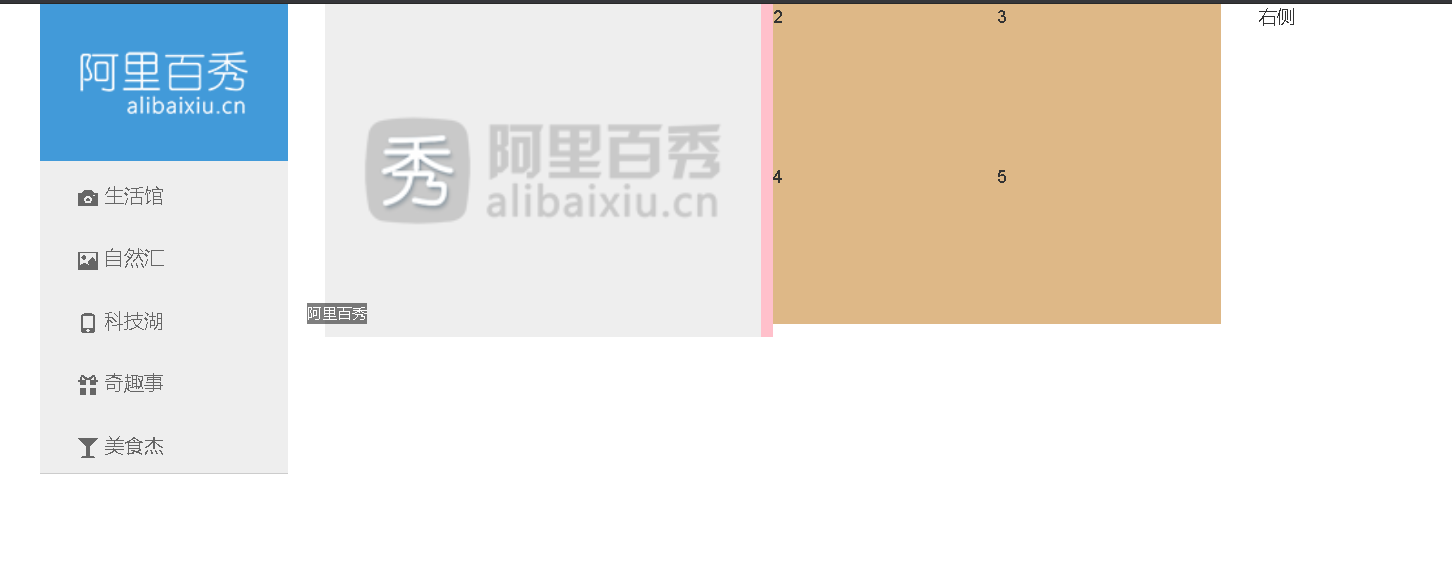 阿里百秀
alibaixiu.cn
生活馆
自然汇
科技湖
奇趣事
美食杰
秀
阿里百秀
alibaixiu.cn
阿里百秀
2
3
4
5
右侧